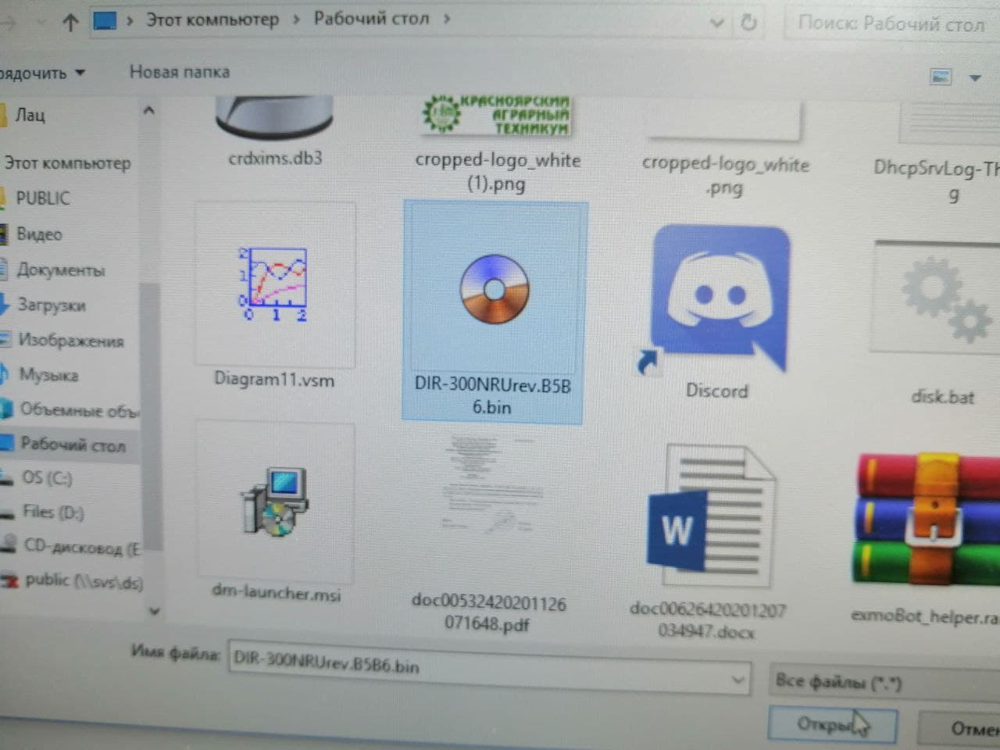 Этот компьютер > Рабочий стол >
Поиск: Рабочий стол
Новая папка
Лац
Этот компьютер
PUBLIC
Видео
Документы
Загрузки
Изображения
Музыка
Объемные объ
Рабочий стол
OS (C:)
Files (D:)
CD-дисковод (E
public (\\svs\ds)
КРАСНОЯРСКИЙ
АГРАРНЫЙ
ТЕХНИКУМ
crdxims.db3
cropped-logo_white
(1).png
cropped-logo_white
.png
DhcpSrvLog-Th
g
2
1
0
0 1 2
Diagram11.vsm
DIR-300NRUrev.B5B
6.bin
Discord
disk.bat
dm-launcher.msi
doc00532420201126
071648.pdf
W
doc00626420201207
034947.docx
exmoBot_helper.ra
Имя файла:
DIR-300NRUrev.B5B6.bin
Все файлы (*.*)
Откры
Отмен